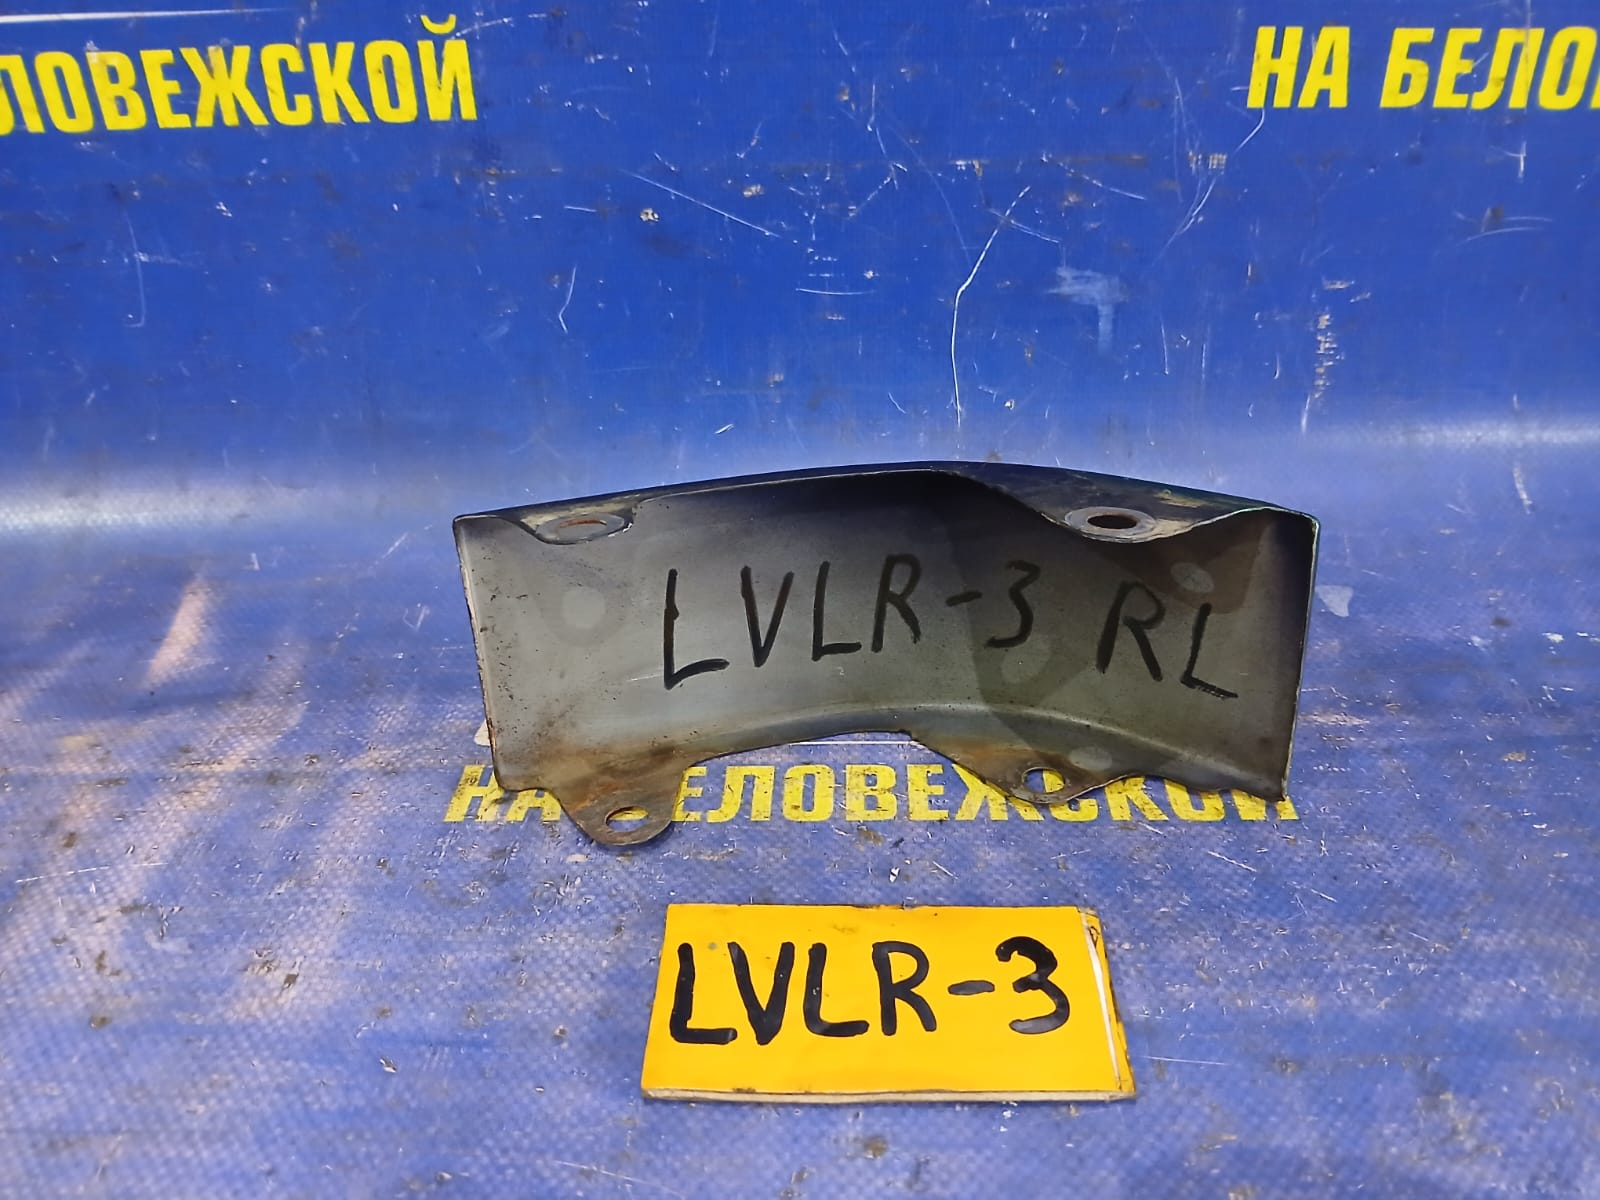 ЛОВЕЖСКОЙ
НА БЕЛО
LVLR-3 RL
НА БЕЛОВЕЖСКОЙ
LVLR-3